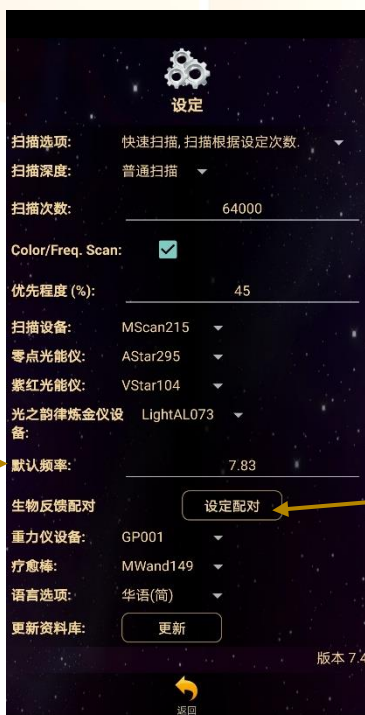 设定
扫描选项: 快速扫描, 扫描根据设定次数.
扫描深度: 普通扫描
扫描次数: 64000
Color/Freq. Scan:
优先程度 (%): 45
扫描设备: MScan215
零点光能仪: AStar295
紫红光能仪: VStar104
光之韵律炼金仪设 LightAL073
备:
默认频率: 7.83
生物反馈配对 设定配对
重力仪设备: GP001
疗愈棒: MWand149
语言选项: 华语(简)
更新资料库: 更新
版本 7.4
返回